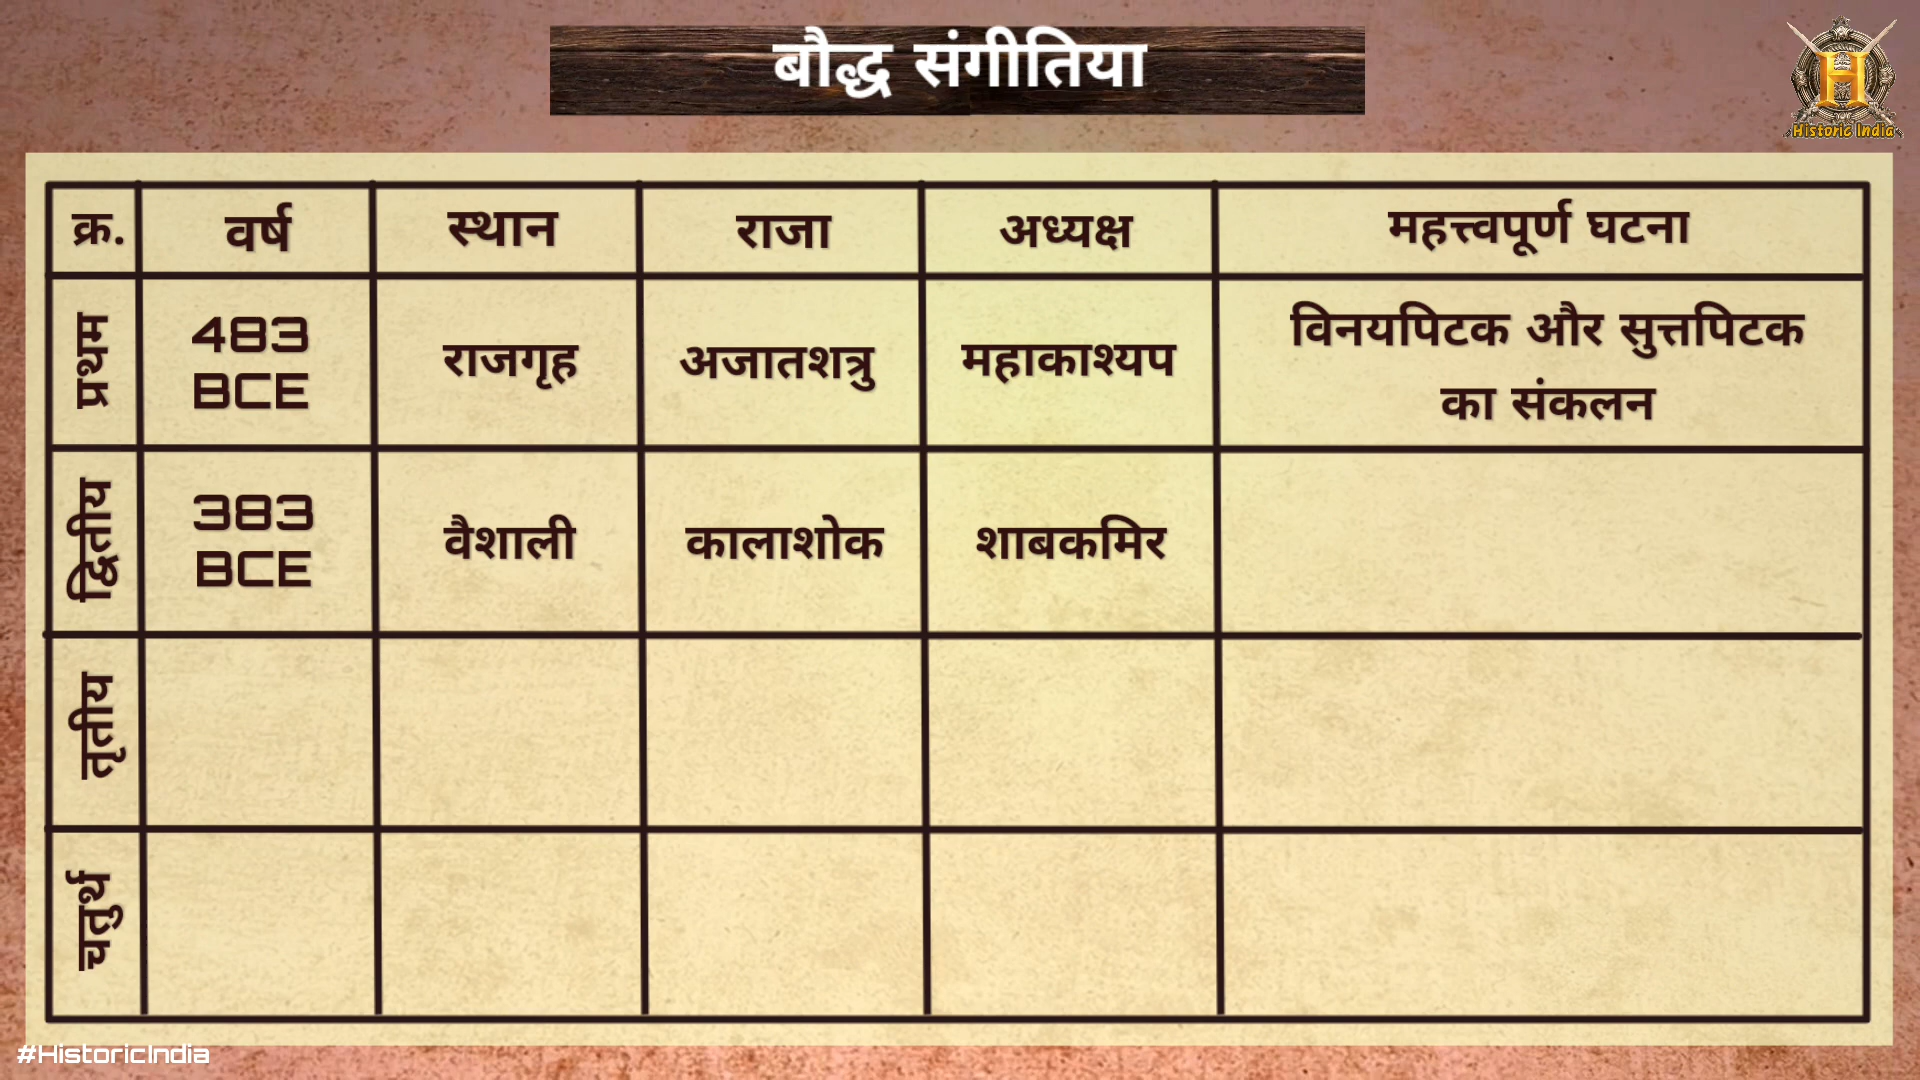 बौद्ध संगीतिया
Historic India
क्र. वर्ष स्थान राजा अध्यक्ष महत्त्वपूर्ण घटना
प्रथम 483 BCE राजगृह अजातशत्रु महाकाश्यप विनयपिटक और सुत्तपिटक का संकलन
द्वितीय 383 BCE वैशाली कालाशोक शाबकमिर
तृतीय
चतुर्थ
#HistoricIndia